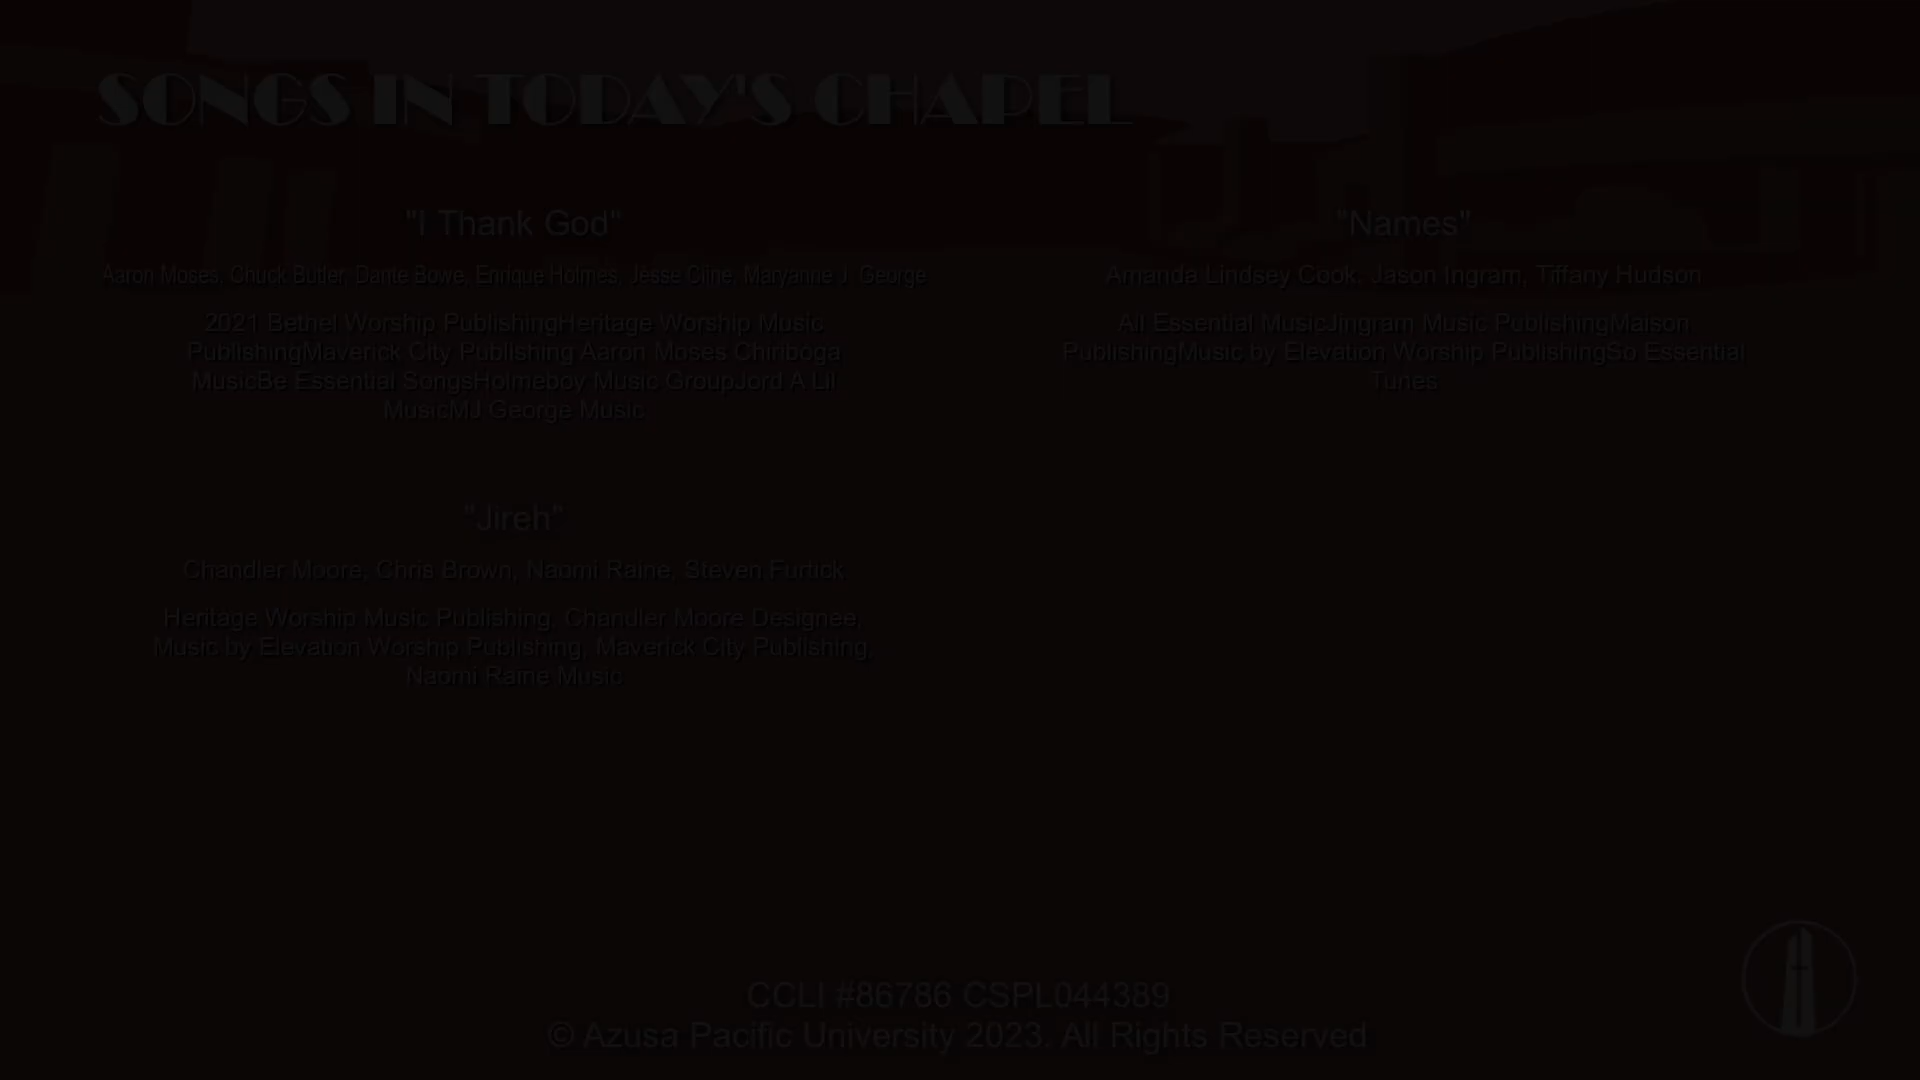 SONGS IN TODAY'S CHAPEL
"I Thank God"
Aaron Moses, Chuck Butler, Dante Bowe, Enrique Holmes, Jesse Cline, Maryanne J. George
2021 Bethel Worship PublishingHeritage Worship Music
PublishingMaverick City Publishing Aaron Moses Chiriboga
MusicBe Essential SongsHolmeboy Music GroupJord A Lil
MusicMJ George Music
"Jireh"
Chandler Moore, Chris Brown, Naomi Raine, Steven Furtick
Heritage Worship Music Publishing, Chandler Moore Designee,
Music by Elevation Worship Publishing, Maverick City Publishing,
Naomi Raine Music
"Names"
Amanda Lindsey Cook, Jason Ingram, Tiffany Hudson
All Essential MusicJingram Music PublishingMaison
PublishingMusic by Elevation Worship PublishingSo Essential
Tunes
CCLI #86786 CSPL044389
© Azusa Pacific University 2023. All Rights Reserved